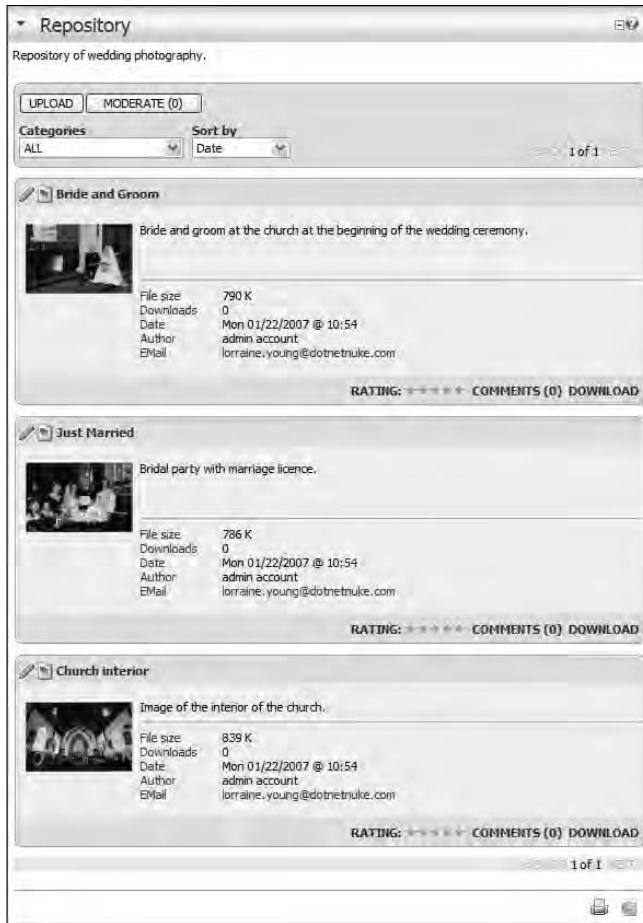 Repository
Repository of wedding photography.
UPLOAD MODERATE (0)
Categories Sort by
ALL Date
1 of 1
Bride and Groom
Bride and groom at the church at the beginning of the wedding ceremony.
File size 790 K
Downloads 0
Date Mon 01/22/2007 @ 10:54
Author admin account
EMail lorraine.young@dotnetnuke.com
RATING: COMMENTS (0) DOWNLOAD
Just Married
Bridal party with marriage licence.
File size 786 K
Downloads 0
Date Mon 01/22/2007 @ 10:54
Author admin account
EMail lorraine.young@dotnetnuke.com
RATING: COMMENTS (0) DOWNLOAD
Church interior
Image of the interior of the church.
File size 839 K
Downloads 0
Date Mon 01/22/2007 @ 10:54
Author admin account
EMail lorraine.young@dotnetnuke.com
RATING: COMMENTS (0) DOWNLOAD
1 of 1